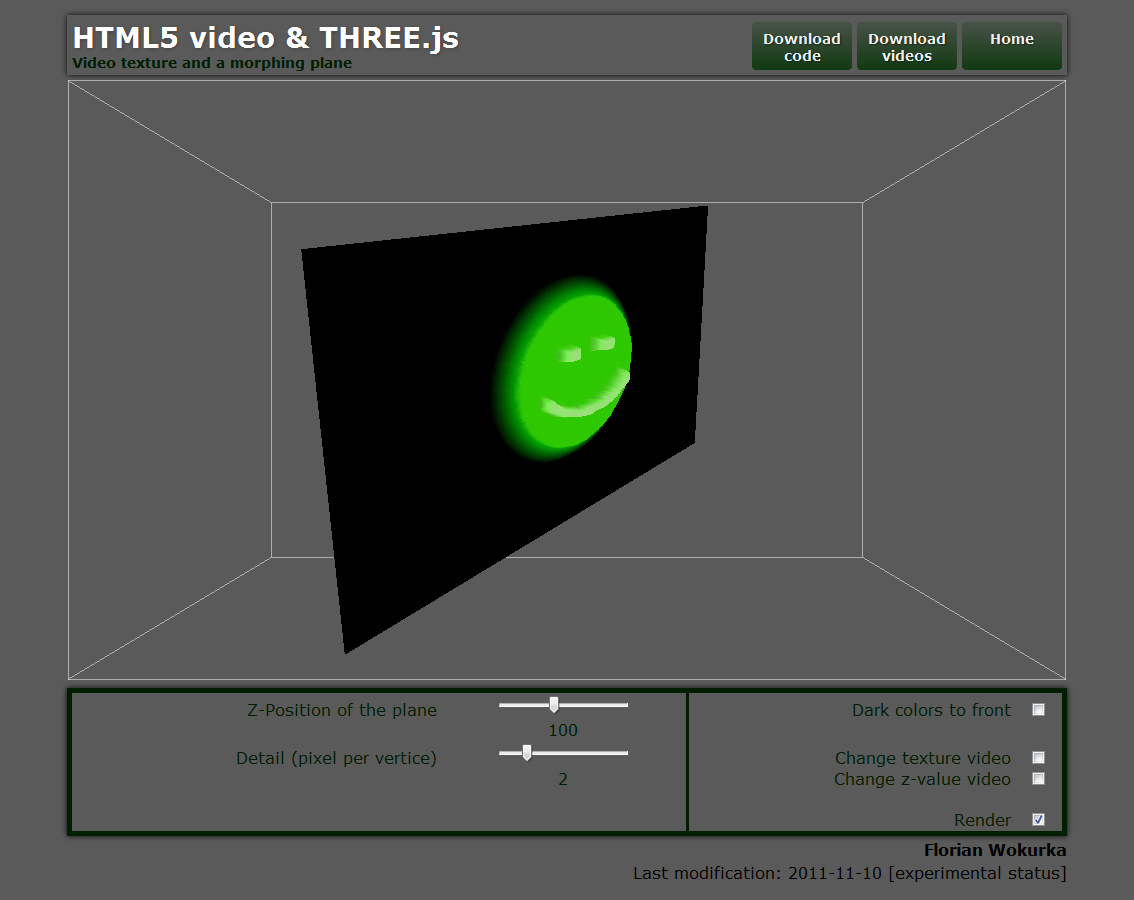 HTML5 video & THREE.js
Video texture and a morphing plane
Download
code
Download
videos
Home
Z-Position of the plane
100
Detail (pixel per vertice)
2
Dark colors to front
Change texture video
Change z-value video
Render
Florian Wokurka
Last modification: 2011-11-10 [experimental status]